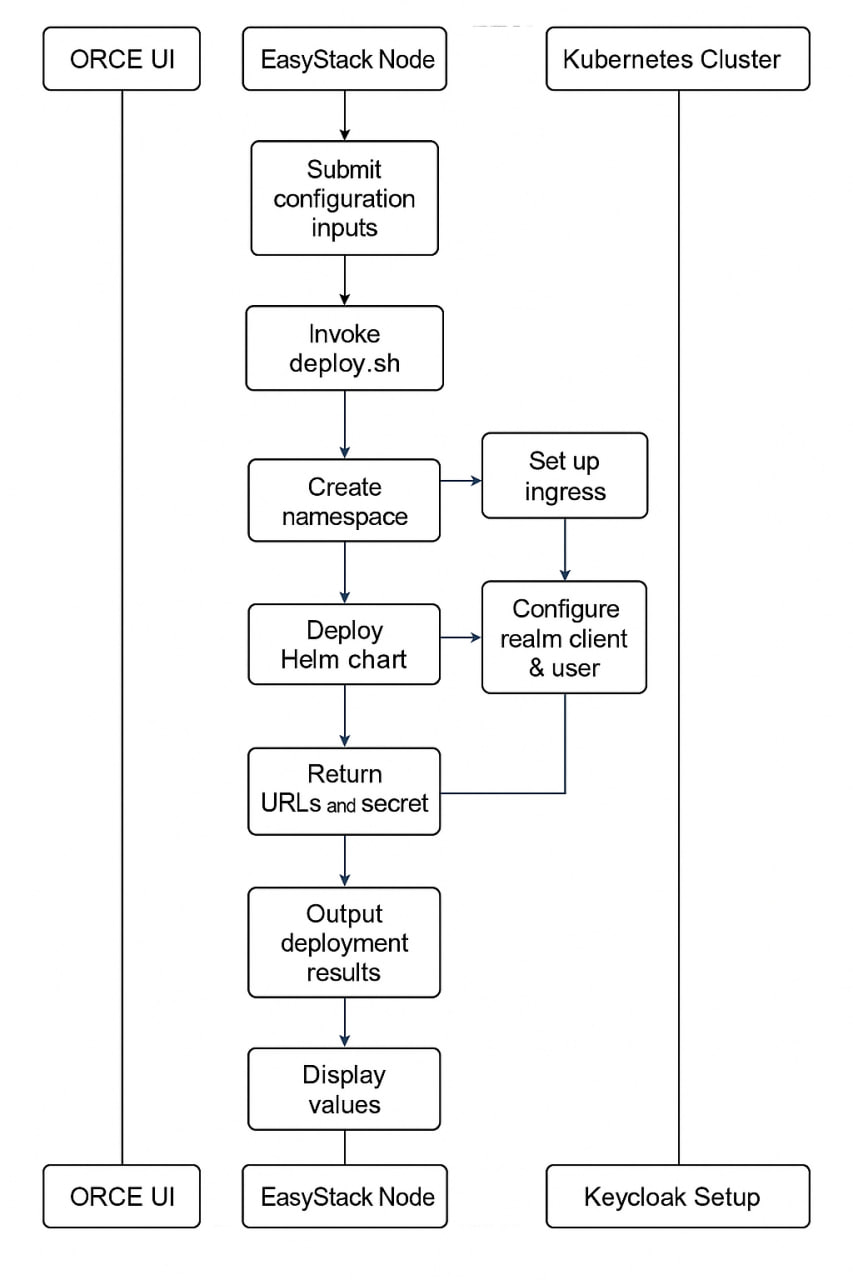 ORCE UI
EasyStack Node
Kubernetes Cluster
Submit
configuration
inputs
Invoke
deploy.sh
Create
namespace
Set up
ingress
Deploy
Helm chart
Configure
realm client
& user
Return
URLs and secret
Output
deployment
results
Display
values
ORCE UI
EasyStack Node
Keycloak Setup